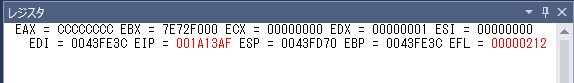 レジスタ
EAX = CCCCCCCC EBX = 7E72F000 ECX = 00000000 EDX = 00000001 ESI = 00000000
EDI = 0043FE3C EIP = 001A13AF ESP = 0043FD70 EBP = 0043FE3C EFL = 00000212